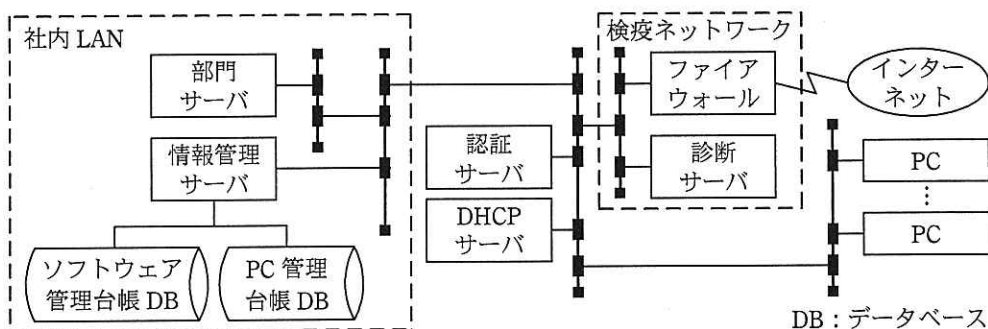 社内 LAN
部門
サーバ
情報管理
サーバ
ソフトウェア
管理台帳 DB
PC 管理
台帳 DB
認証
サーバ
DHCP
サーバ
検疫ネットワーク
ファイア
ウォール
診断
サーバ
インター
ネット
PC
⋮
PC
DB：データベース